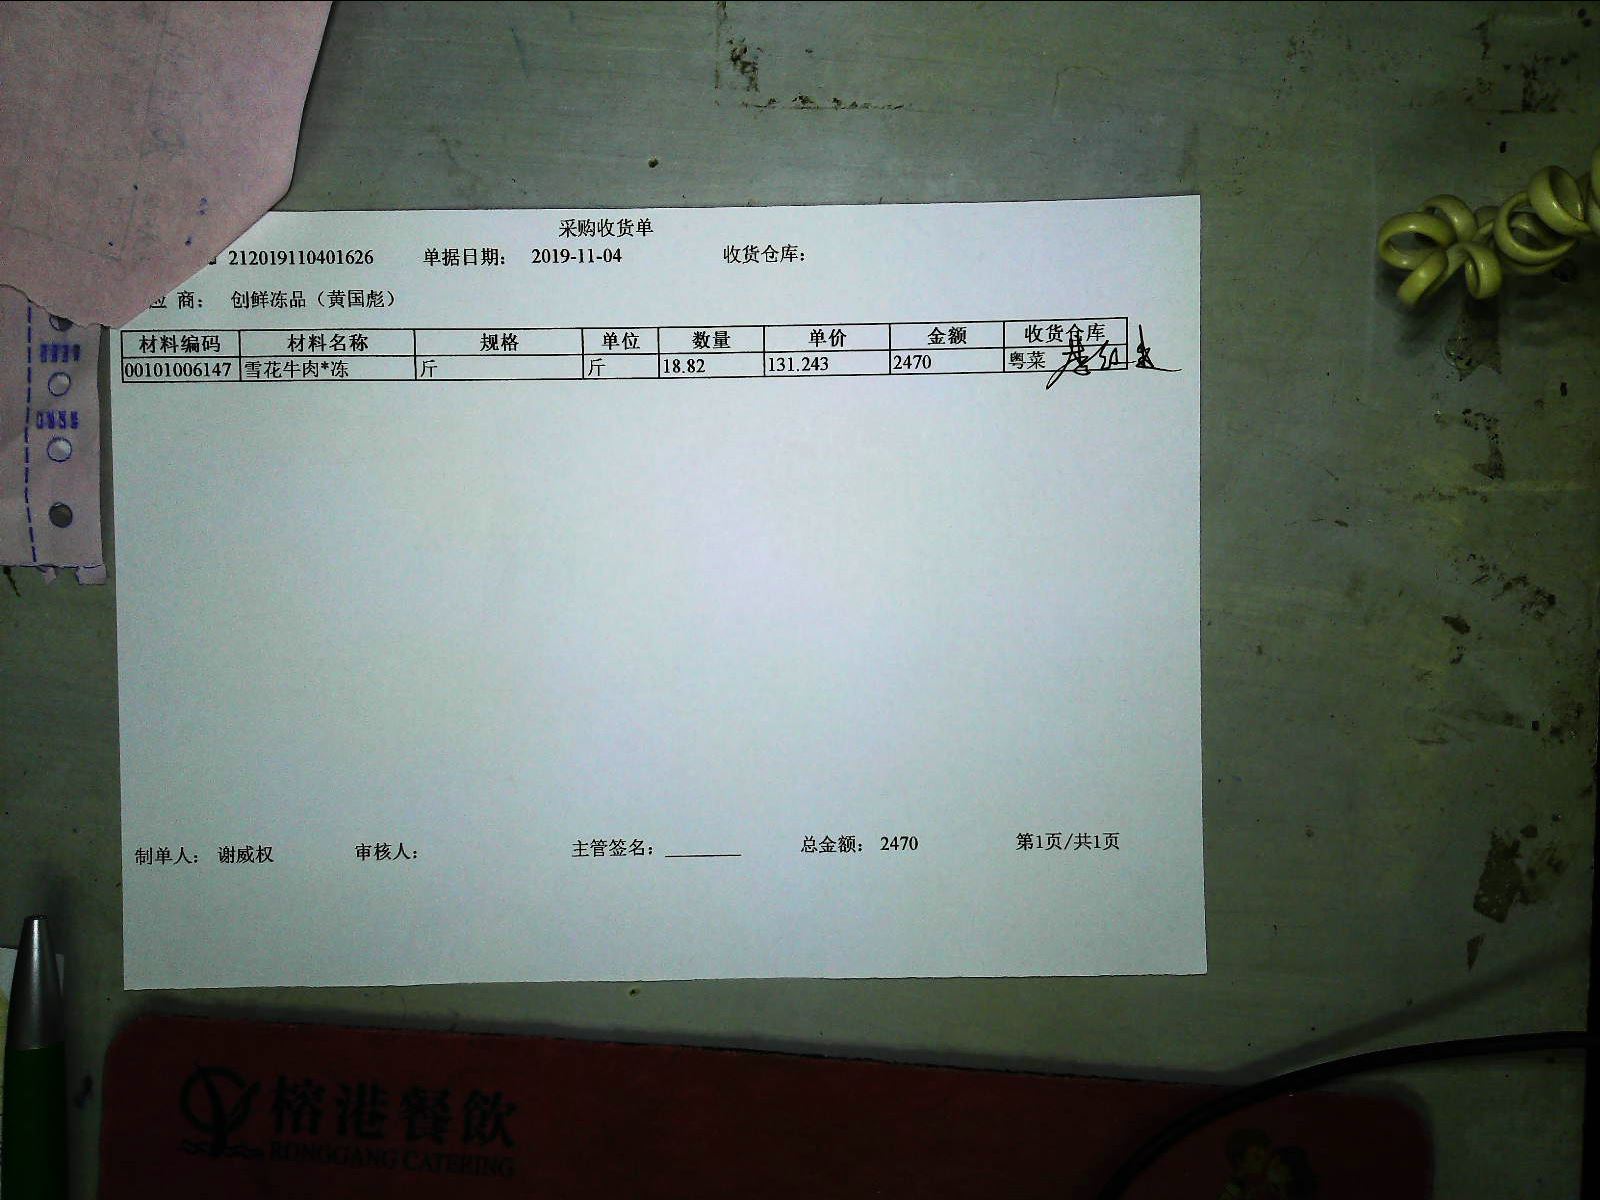 采购收货单
212019110401626 单据日期： 2019-11-04 收货仓库：
应 商： 创鲜冻品（黄国彪）
材料编码 材料名称 规格 单位 数量 单价 金额 收货仓库
00101006147 雪花牛肉*冻 斤 斤 18.82 131.243 2470 粤菜
制单人： 谢威权 审核人： 主管签名： 总金额： 2470 第1页/共1页
榕港餐飲
RONGGANG CATERING